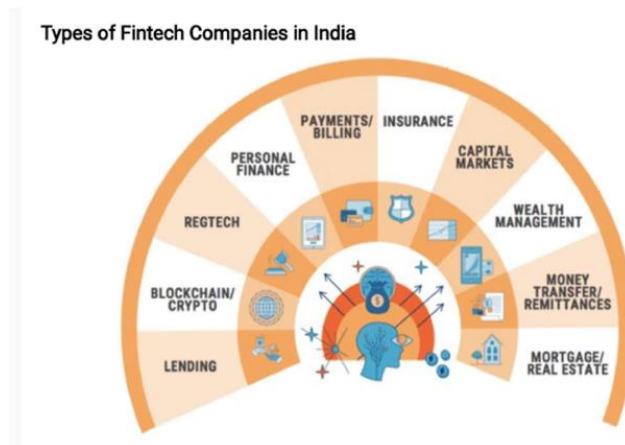 Types of Fintech Companies in India
LENDING
BLOCKCHAIN/
CRYPTO
REGTECH
PERSONAL
FINANCE
PAYMENTS/
BILLING
INSURANCE
CAPITAL
MARKETS
WEALTH
MANAGEMENT
MONEY
TRANSFER/
REMITTANCES
MORTGAGE/
REAL ESTATE
$